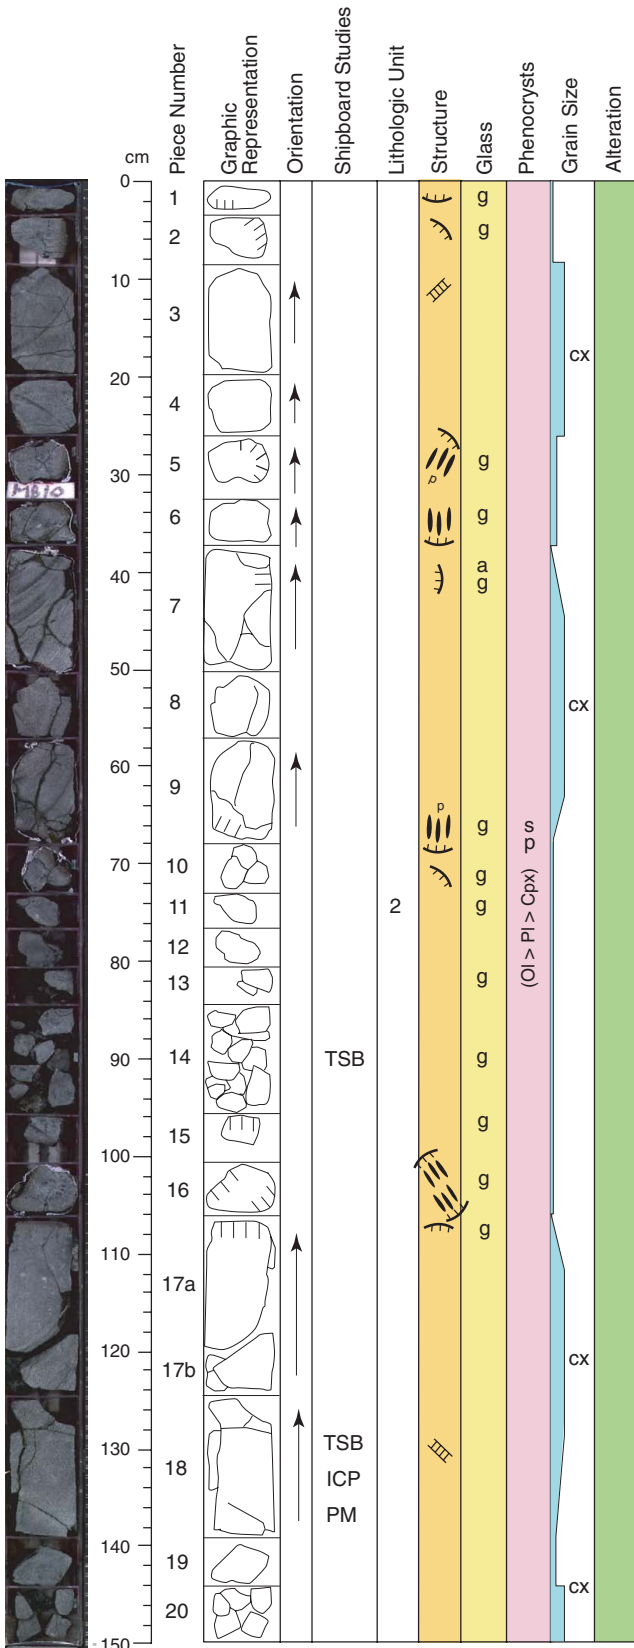 cm
Piece Number
Graphic
Representation
Orientation
Shipboard Studies
Lithologic Unit
Structure
Glass
Phenocrysts
Grain Size
Alteration
0
1
g
2
g
10
3
cx
20
4
5
g
30
p
MB10
6
g
a
40
g
7
50
8
cx
60
9
p
g
s
p
70
10
g
(Ol > Pl > Cpx)
11
2
g
12
80
13
g
14
TSB
g
90
15
g
100
16
g
g
110
17a
120
cx
17b
TSB
130
18
ICP
PM
140
19
cx
20
150